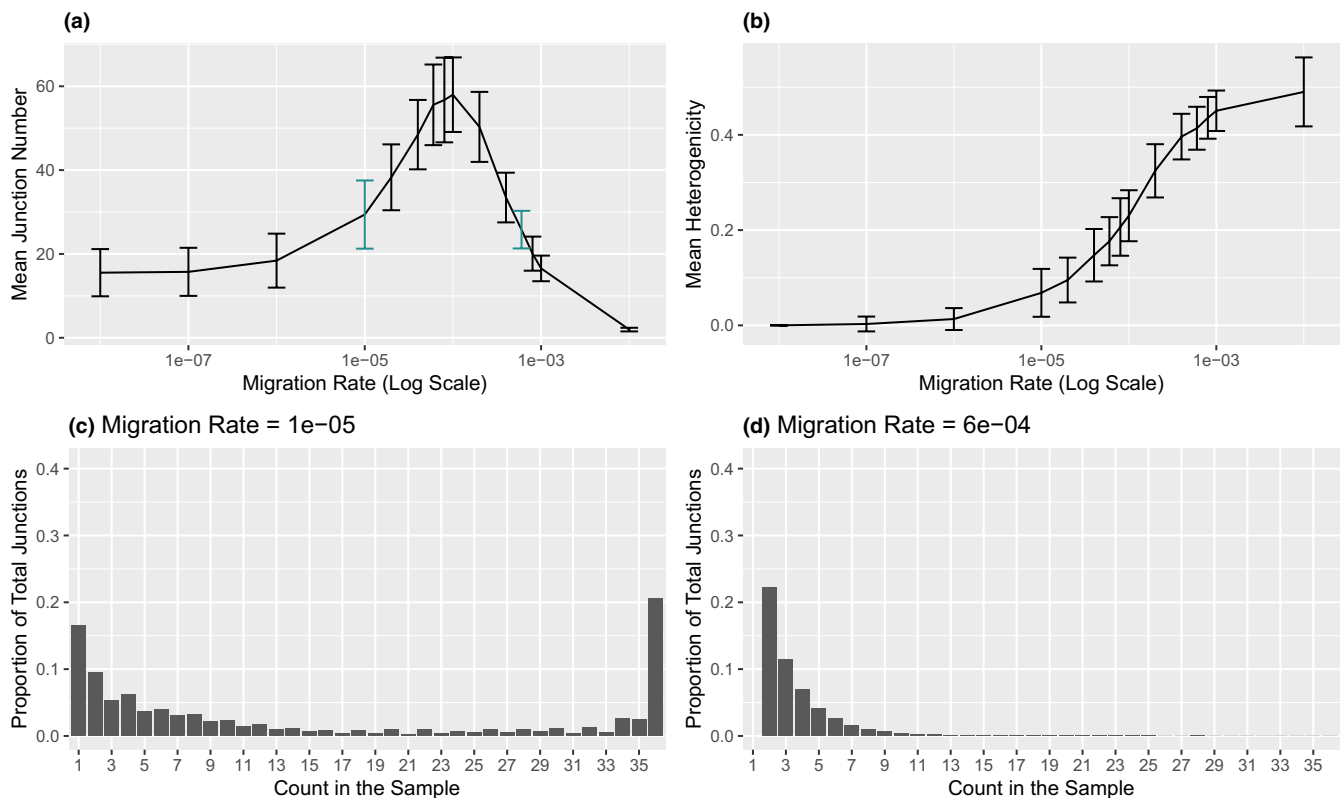 (a)
Mean Junction Number
60
40
20
0
1e−07
1e−05
1e−03
Migration Rate (Log Scale)
(b)
Mean Heterogenicity
0.4
0.2
0.0
1e−07
1e−05
1e−03
Migration Rate (Log Scale)
(c) Migration Rate = 1e−05
Proportion of Total Junctions
0.4
0.3
0.2
0.1
0.0
1 3 5 7 9 11 13 15 17 19 21 23 25 27 29 31 33 35
Count in the Sample
(d) Migration Rate = 6e−04
Proportion of Total Junctions
0.4
0.3
0.2
0.1
0.0
1 3 5 7 9 11 13 15 17 19 21 23 25 27 29 31 33 35
Count in the Sample